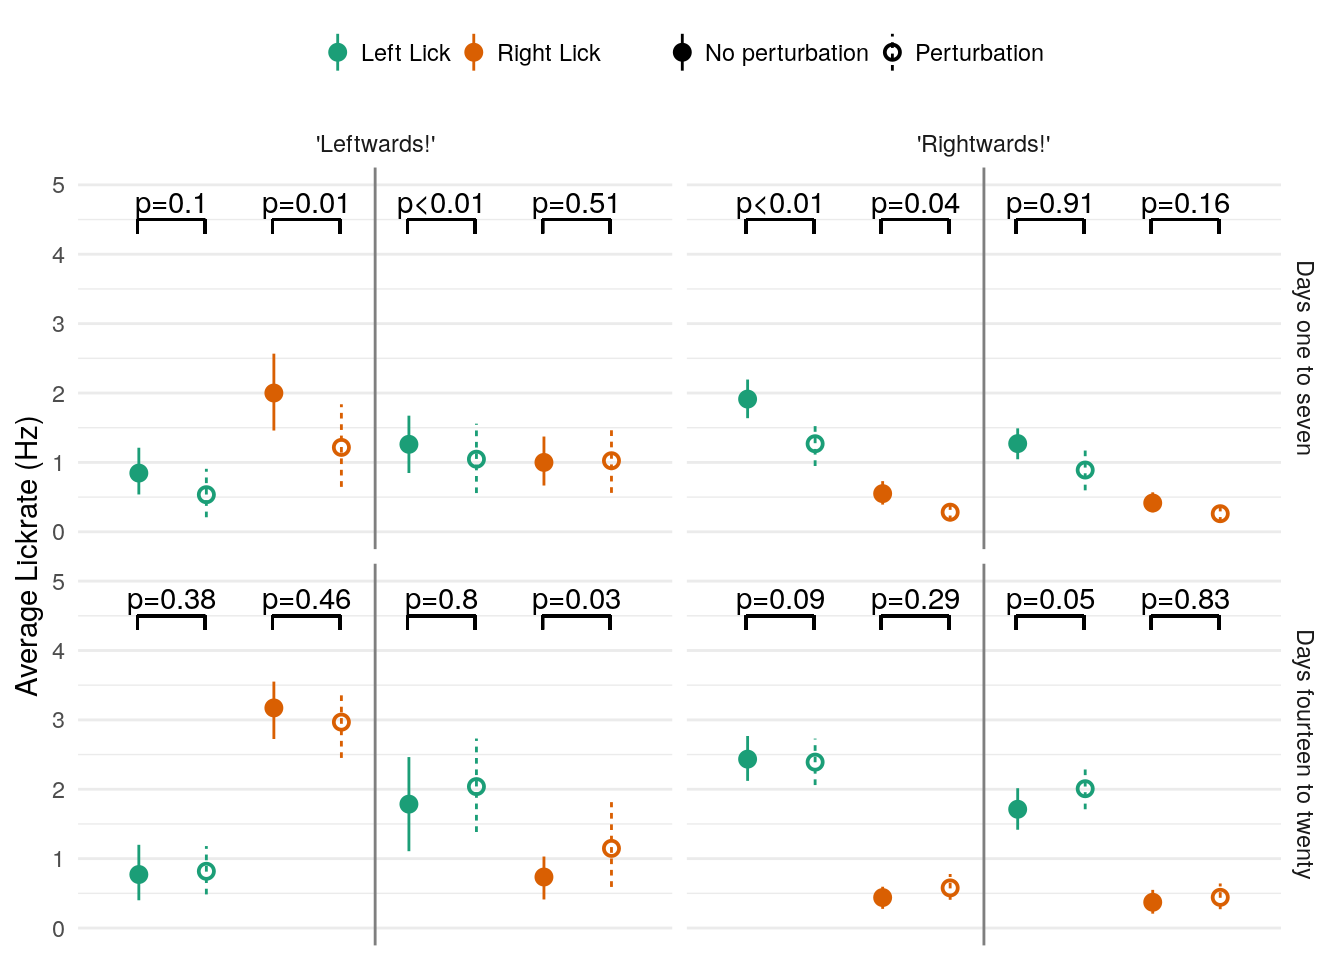 Left Lick Right Lick No perturbation Perturbation
'Leftwards!' 'Rightwards!'
5
p=0.1 p=0.01 p<0.01 p=0.51 p<0.01 p=0.04 p=0.91 p=0.16
4
3
2
1
0
Days one to seven
Average Lickrate (Hz)
5
p=0.38 p=0.46 p=0.8 p=0.03 p=0.09 p=0.29 p=0.05 p=0.83
4
3
2
1
0
Days fourteen to twenty